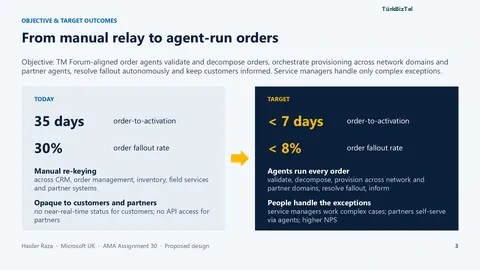 TürkBizTel
OBJECTIVE & TARGET OUTCOMES
From manual relay to agent-run orders
Objective: TM Forum-aligned order agents validate and decompose orders, orchestrate provisioning across network domains and
partner agents, resolve fallout autonomously and keep customers informed. Service managers handle only complex exceptions.
TODAY
35 days order-to-activation
30% order fallout rate
Manual re-keying
across CRM, order management, inventory, field services
and partner systems
Opaque to customers and partners
no near-real-time status for customers; no API access for
partners
TARGET
< 7 days order-to-activation
< 8% order fallout rate
Agents run every order
validate, decompose, provision across network and
partner domains, resolve fallout, inform
People handle the exceptions
service managers work complex cases; partners self-serve
via agents; higher NPS
Haider Raza · Microsoft UK · AMA Assignment 30 · Proposed design
3